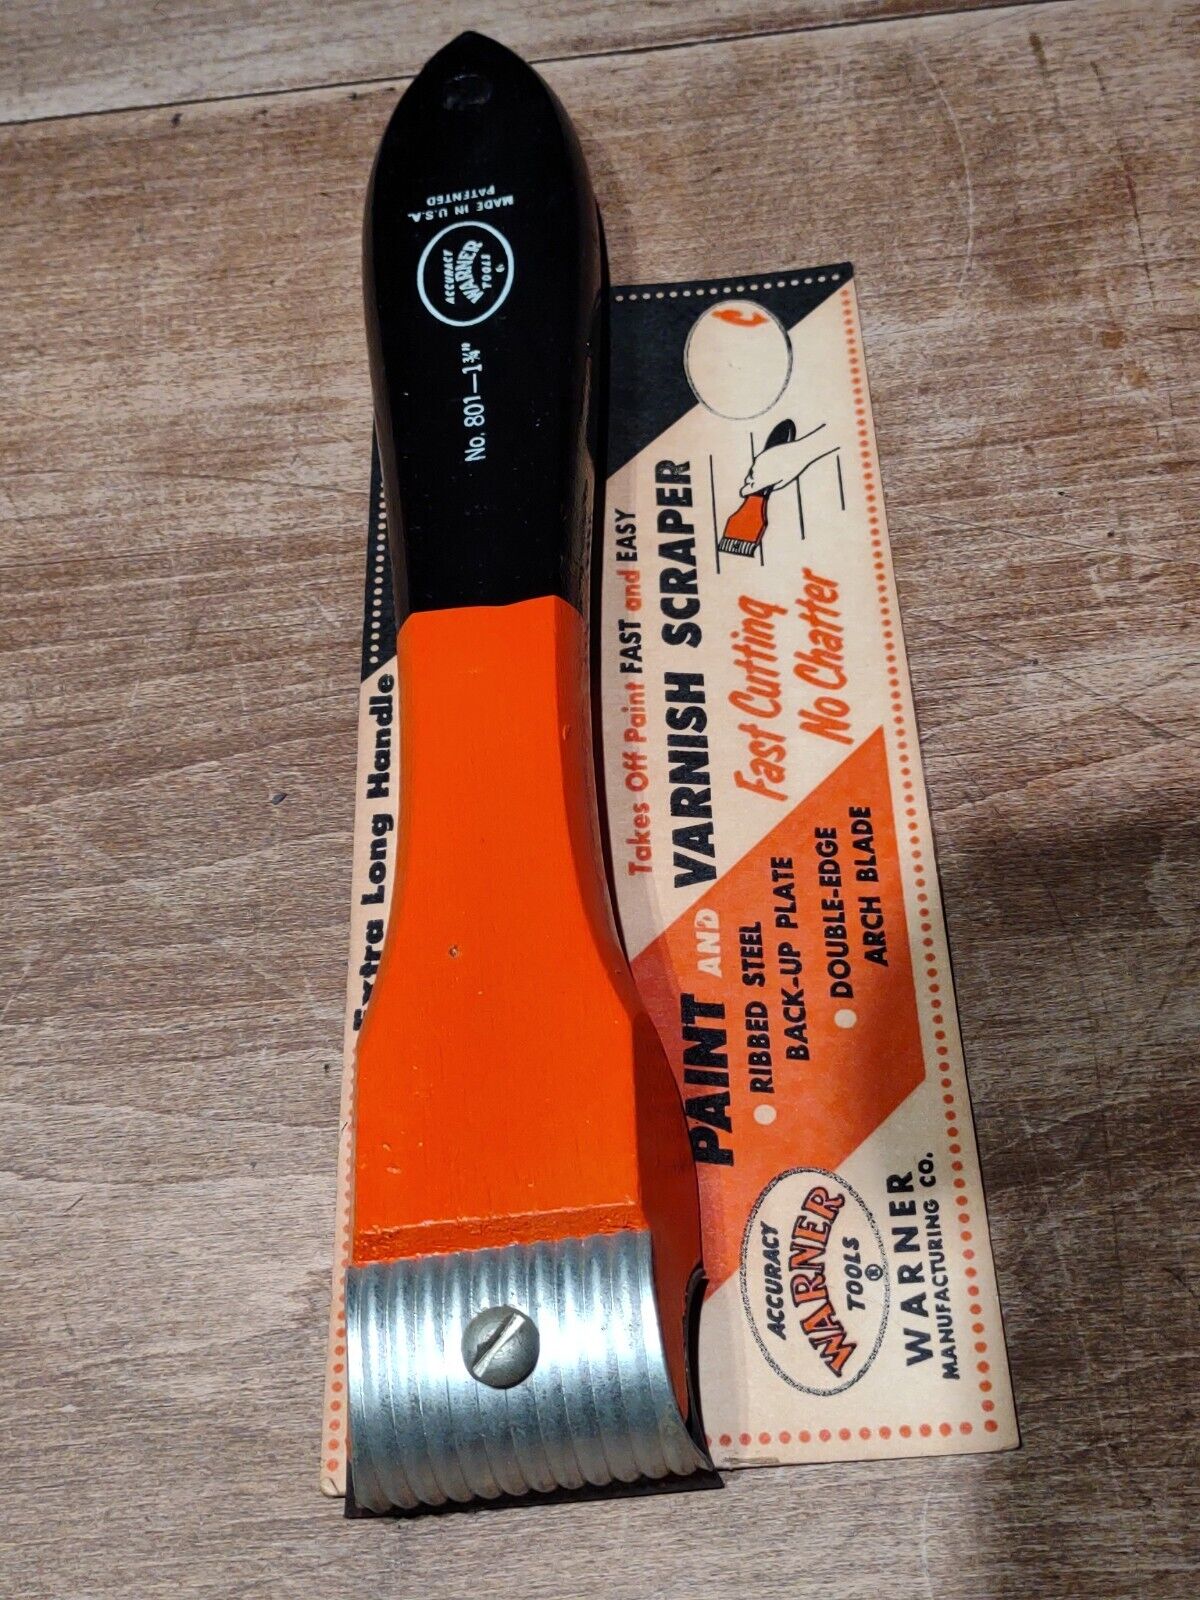 MADE IN U.S.A.
PATENTED
ACCURACY
WARNER
TOOLS
No. 801—1¾"
Extra Long Handle
¢
Takes Off Paint FAST and EASY
PAINT AND VARNISH SCRAPER
Fast Cutting
No Chatter
RIBBED STEEL
BACK-UP PLATE
DOUBLE-EDGE
ARCH BLADE
ACCURACY
WARNER
TOOLS
®
WARNER
MANUFACTURING CO.